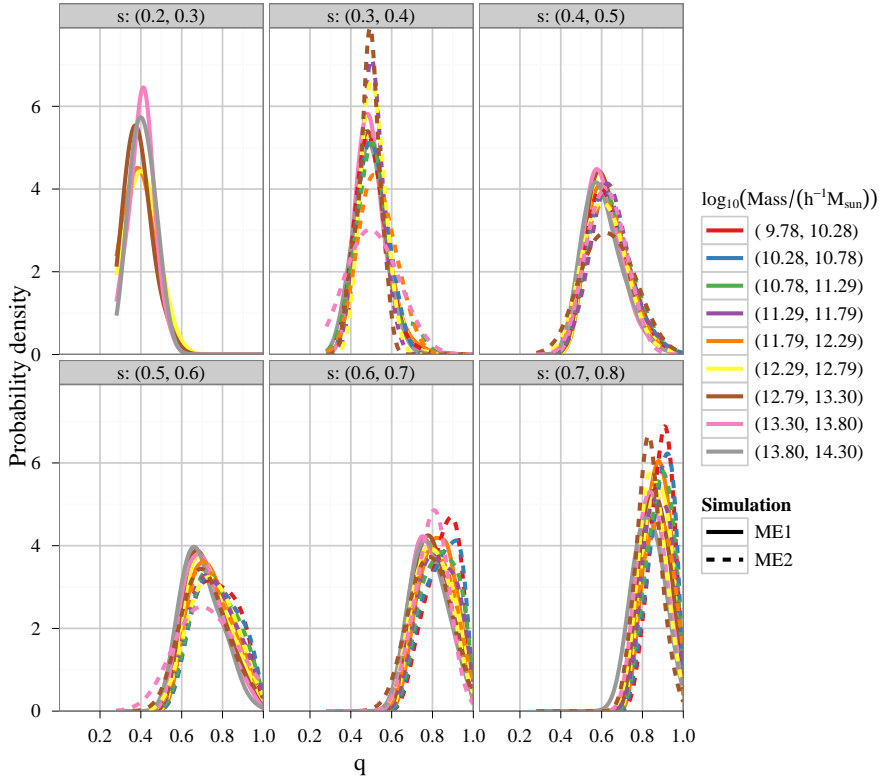 s: (0.2, 0.3)
s: (0.3, 0.4)
s: (0.4, 0.5)
6
4
2
0
s: (0.5, 0.6)
s: (0.6, 0.7)
s: (0.7, 0.8)
6
4
2
0
0.2 0.4 0.6 0.8 1.0
0.2 0.4 0.6 0.8 1.0
0.2 0.4 0.6 0.8 1.0
q
Probability density
log₁₀(Mass/(h⁻¹M_sun))
( 9.78, 10.28)
(10.28, 10.78)
(10.78, 11.29)
(11.29, 11.79)
(11.79, 12.29)
(12.29, 12.79)
(12.79, 13.30)
(13.30, 13.80)
(13.80, 14.30)
Simulation
ME1
ME2